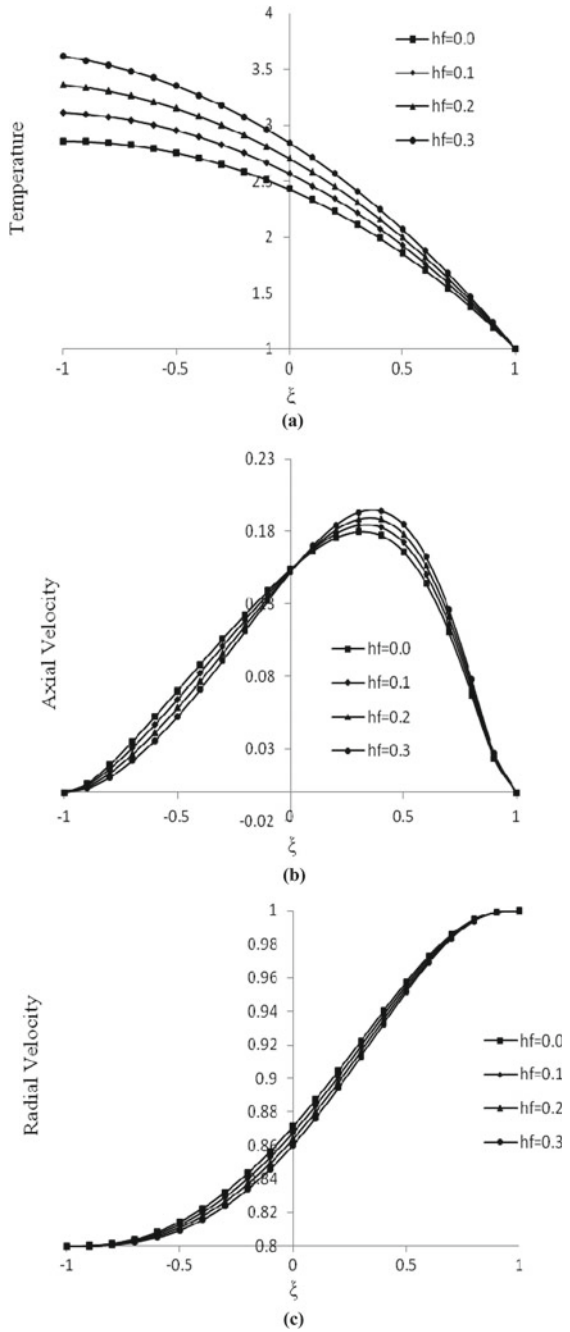 4
hf=0.0
3.5
hf=0.1
hf=0.2
3
hf=0.3
Temperature
2.5
2
1.5
1
-1 -0.5 0 0.5 1
ξ
(a)
0.23
0.18
0.13
Axial Velocity
hf=0.0
0.08
hf=0.1
hf=0.2
0.03
hf=0.3
-1 -0.5 0 0.5 1
-0.02
ξ
(b)
1
0.98
0.96
0.94
Radial Velocity
0.92
hf=0.0
0.9
hf=0.1
0.88
hf=0.2
0.86
hf=0.3
0.84
0.82
0.8
-1 -0.5 0 0.5 1
ξ
(c)